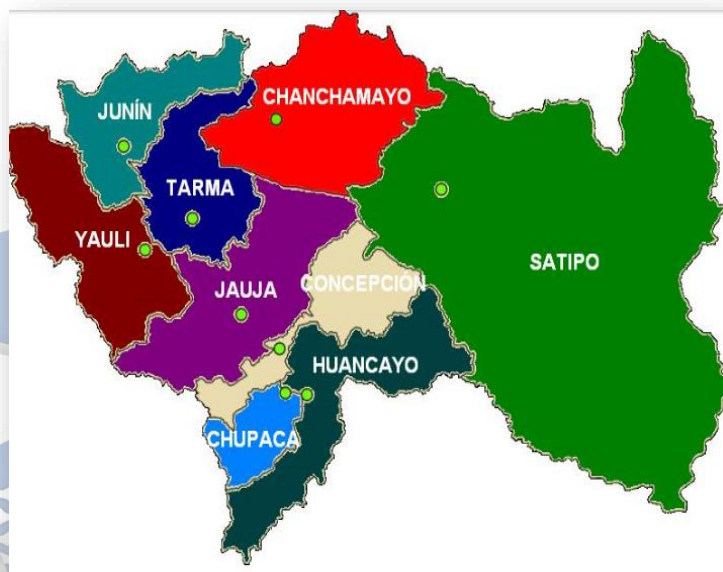 CHANCHAMAYO
JUNÍN
TARMA
YAULI
SATIPO
JAUJA
CONCEPCIÓN
HUANCAYO
CHUPACA